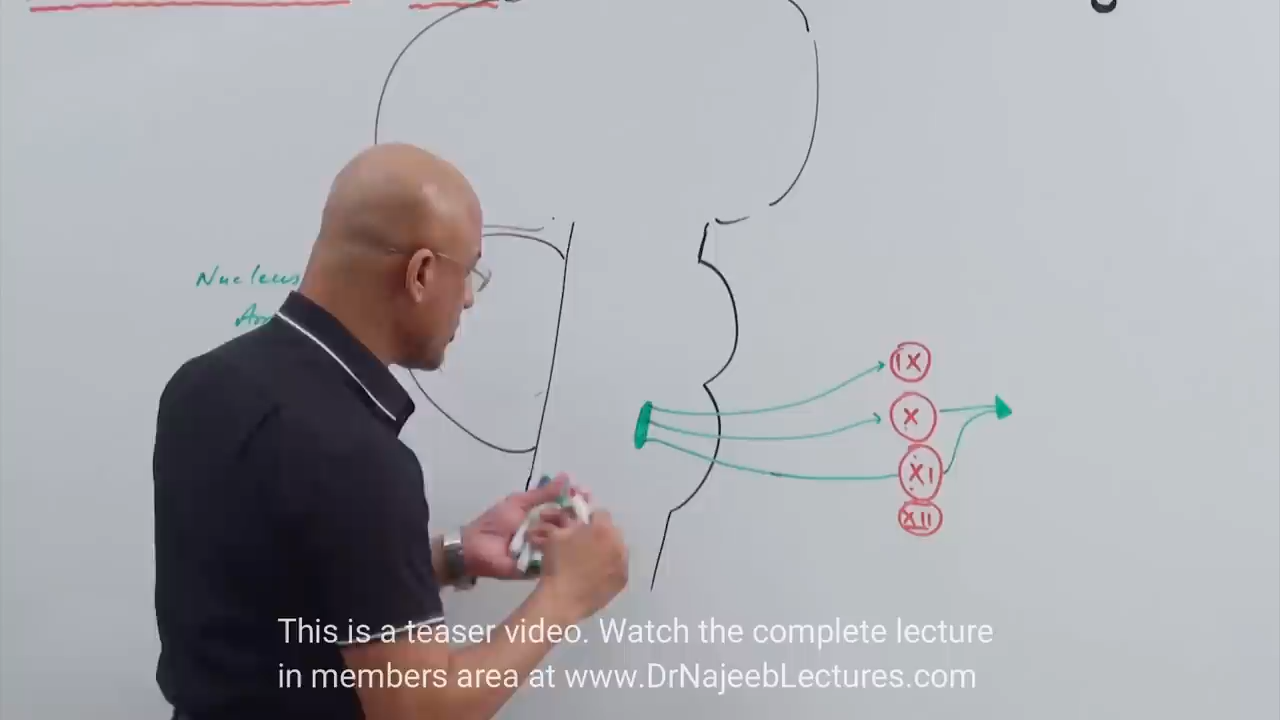 Nucleus
IX
X
XI
XII
This is a teaser video. Watch the complete lecture
in members area at www.DrNajeebLectures.com